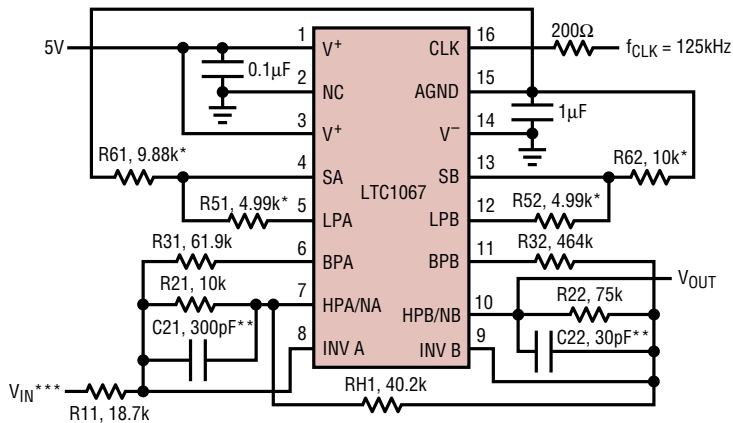 5V
0.1µF
1
V+
2
NC
3
V+
4
SA
5
LPA
6
BPA
7
HPA/NA
8
INV A
LTC1067
16
CLK
15
AGND
14
V−
13
SB
12
LPB
11
BPB
10
HPB/NB
9
INV B
200Ω
fCLK = 125kHz
1µF
R61, 9.88k*
R51, 4.99k*
R31, 61.9k
R21, 10k
C21, 300pF**
VIN***
R11, 18.7k
RH1, 40.2k
R62, 10k*
R52, 4.99k*
R32, 464k
VOUT
R22, 75k
C22, 30pF**